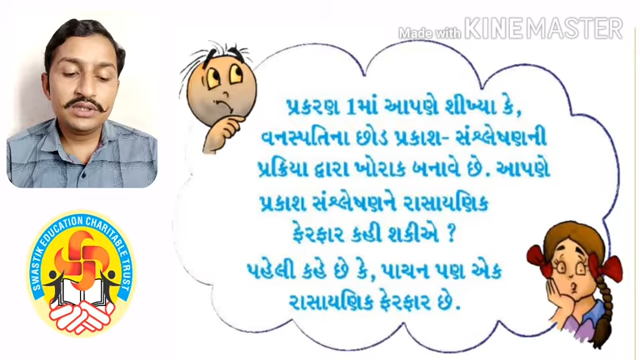 Made with KINEMASTER
પ્રકરણ 1માં આપણે શીખ્યા કે,
વનસ્પતિના છોડ પ્રકાશ- સંશ્લેષણની
પ્રક્રિયા દ્વારા ખોરાક બનાવે છે. આપણે
પ્રકાશ સંશ્લેષણને રાસાયણિક
ફેરફાર કહી શકીએ ?
પહેલી કહે છે કે, પાચન પણ એક
રાસાયણિક ફેરફાર છે.
SWASTIK EDUCATION CHARITABLE TRUST